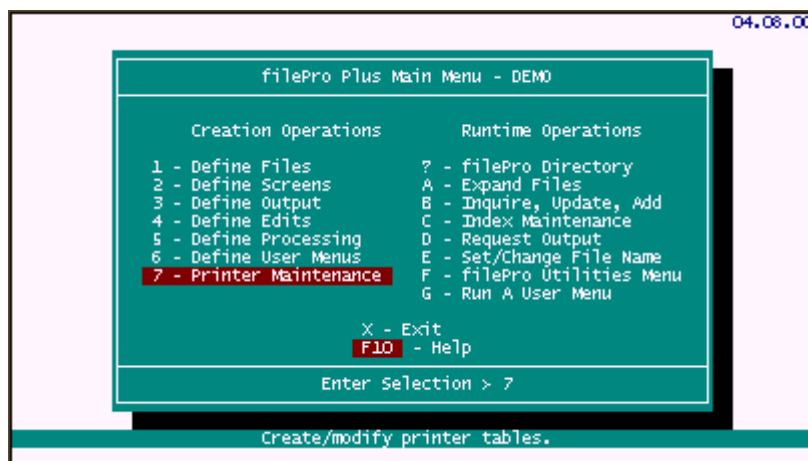 04.08.00
filePro Plus Main Menu - DEMO
Creation Operations
1 - Define Files
2 - Define Screens
3 - Define Output
4 - Define Edits
5 - Define Processing
6 - Define User Menus
7 - Printer Maintenance
Runtime Operations
? - filePro Directory
A - Expand Files
B - Inquire, Update, Add
C - Index Maintenance
D - Request Output
E - Set/Change File Name
F - filePro Utilities Menu
G - Run A User Menu
X - Exit
F10 - Help
Enter Selection > 7
Create/modify printer tables.